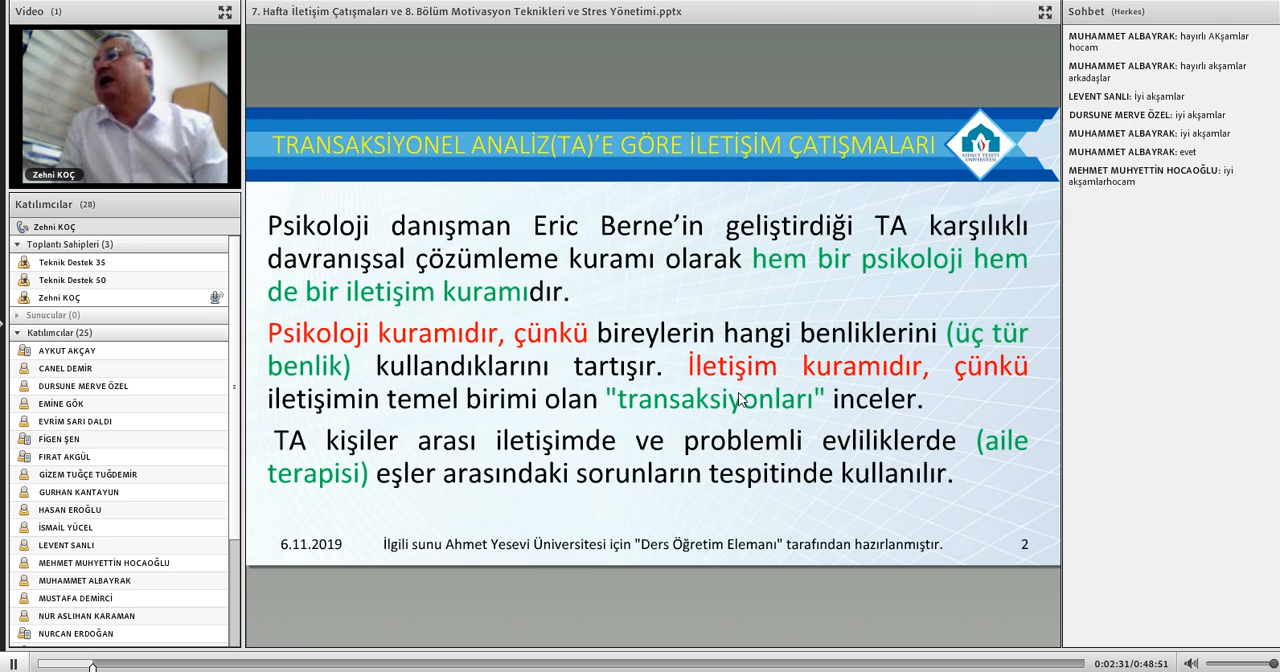 Video (1)
Zehni KOÇ
Katılımcılar (28)
Zehni KOÇ
Toplantı Sahipleri (3)
Teknik Destek 35
Teknik Destek 50
Zehni KOÇ
Sunucular (0)
Katılımcılar (25)
AYKUT AKÇAY
CANEL DEMİR
DURSUNE MERVE ÖZEL
EMİNE GÖK
EVRİM SARI DALDI
FİGEN ŞEN
FIRAT AKGÜL
GİZEM TUĞÇE TUĞDEMİR
GURHAN KANTAYUN
HASAN EROĞLU
İSMAİL YÜCEL
LEVENT SANLI
MEHMET MUHYETTİN HOCAOĞLU
MUHAMMET ALBAYRAK
MUSTAFA DEMİRCİ
NUR ASLIHAN KARAMAN
NURCAN ERDOĞAN
7. Hafta İletişim Çatışmaları ve 8. Bölüm Motivasyon Teknikleri ve Stres Yönetimi.pptx
TRANSAKSİYONEL ANALİZ(TA)'E GÖRE İLETİŞİM ÇATIŞMALARI
AHMET YESEVİ
ÜNİVERSİTESİ
Psikoloji danışman Eric Berne'in geliştirdiği TA karşılıklı
davranışsal çözümleme kuramı olarak hem bir psikoloji hem
de bir iletişim kuramıdır.
Psikoloji kuramıdır, çünkü bireylerin hangi benliklerini (üç tür
benlik) kullandıklarını tartışır. İletişim kuramıdır, çünkü
iletişimin temel birimi olan "transaksiyonları" inceler.
TA kişiler arası iletişimde ve problemli evliliklerde (aile
terapisi) eşler arasındaki sorunların tespitinde kullanılır.
6.11.2019 İlgili sunu Ahmet Yesevi Üniversitesi için "Ders Öğretim Elemanı" tarafından hazırlanmıştır. 2
Sohbet (Herkes)
MUHAMMET ALBAYRAK: hayırlı AKşamlar
hocam
MUHAMMET ALBAYRAK: hayırlı akşamlar
arkadaşlar
LEVENT SANLI: İyi akşamlar
DURSUNE MERVE ÖZEL: iyi akşamlar
MUHAMMET ALBAYRAK: iyi akşamlar
MUHAMMET ALBAYRAK: evet
MEHMET MUHYETTİN HOCAOĞLU: iyi
akşamlarhocam
0:02:31/0:48:51